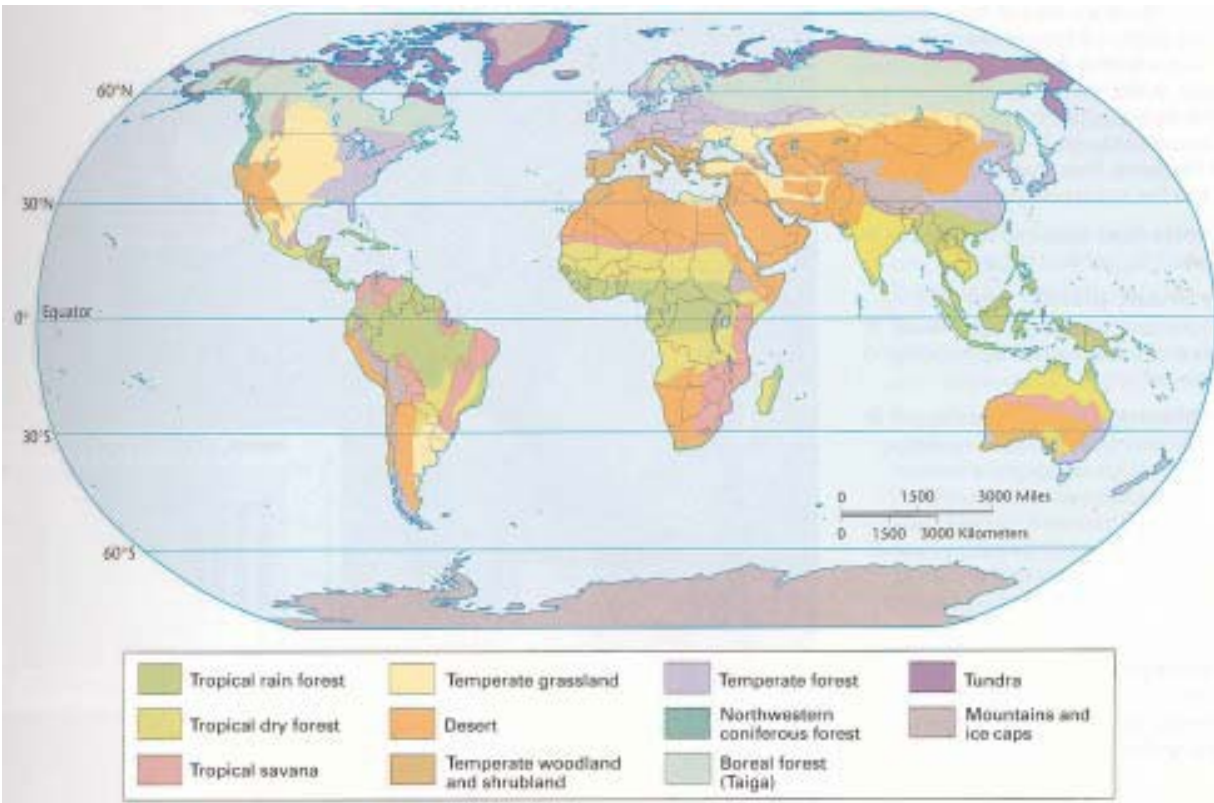 60°N
30°N
0° Equator
30°S
60°S
0 1500 3000 Miles
0 1500 3000 Kilometers
Tropical rain forest
Tropical dry forest
Tropical savana
Temperate grassland
Desert
Temperate woodland
and shrubland
Temperate forest
Northwestern
coniferous forest
Boreal forest
(Taiga)
Tundra
Mountains and
ice caps